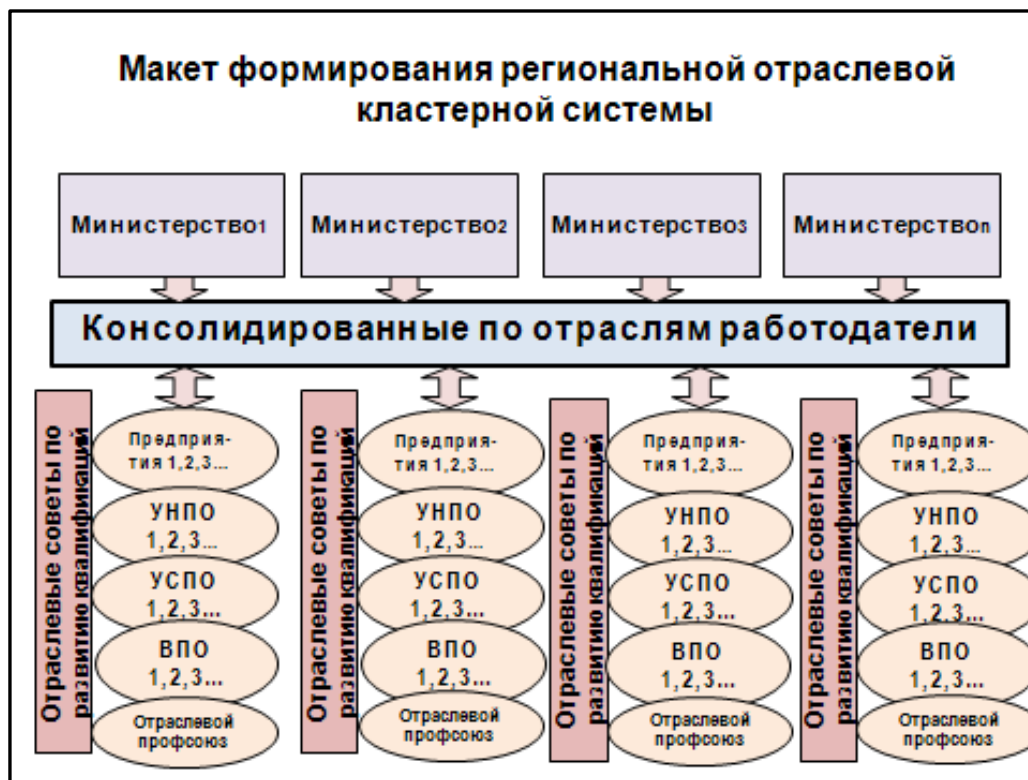 Макет формирования региональной отраслевой
кластерной системы
Министерство1
Министерство2
Министерство3
Министерствоn
Консолидированные по отраслям работодатели
Отраслевые советы по
развитию квалификаций
Предприя-
тия 1,2,3...
УНПО
1,2,3...
УСПО
1,2,3...
ВПО
1,2,3...
Отраслевой
профсоюз
Отраслевые советы по
развитию квалификаций
Предприя-
тия 1,2,3...
УНПО
1,2,3...
УСПО
1,2,3...
ВПО
1,2,3...
Отраслевой
профсоюз
Отраслевые советы по
развитию квалификаций
Предприя-
тия 1,2,3...
УНПО
1,2,3...
УСПО
1,2,3...
ВПО
1,2,3...
Отраслевой
профсоюз
Отраслевые советы по
развитию квалификаций
Предприя-
тия 1,2,3...
УНПО
1,2,3...
УСПО
1,2,3...
ВПО
1,2,3...
Отраслевой
профсоюз